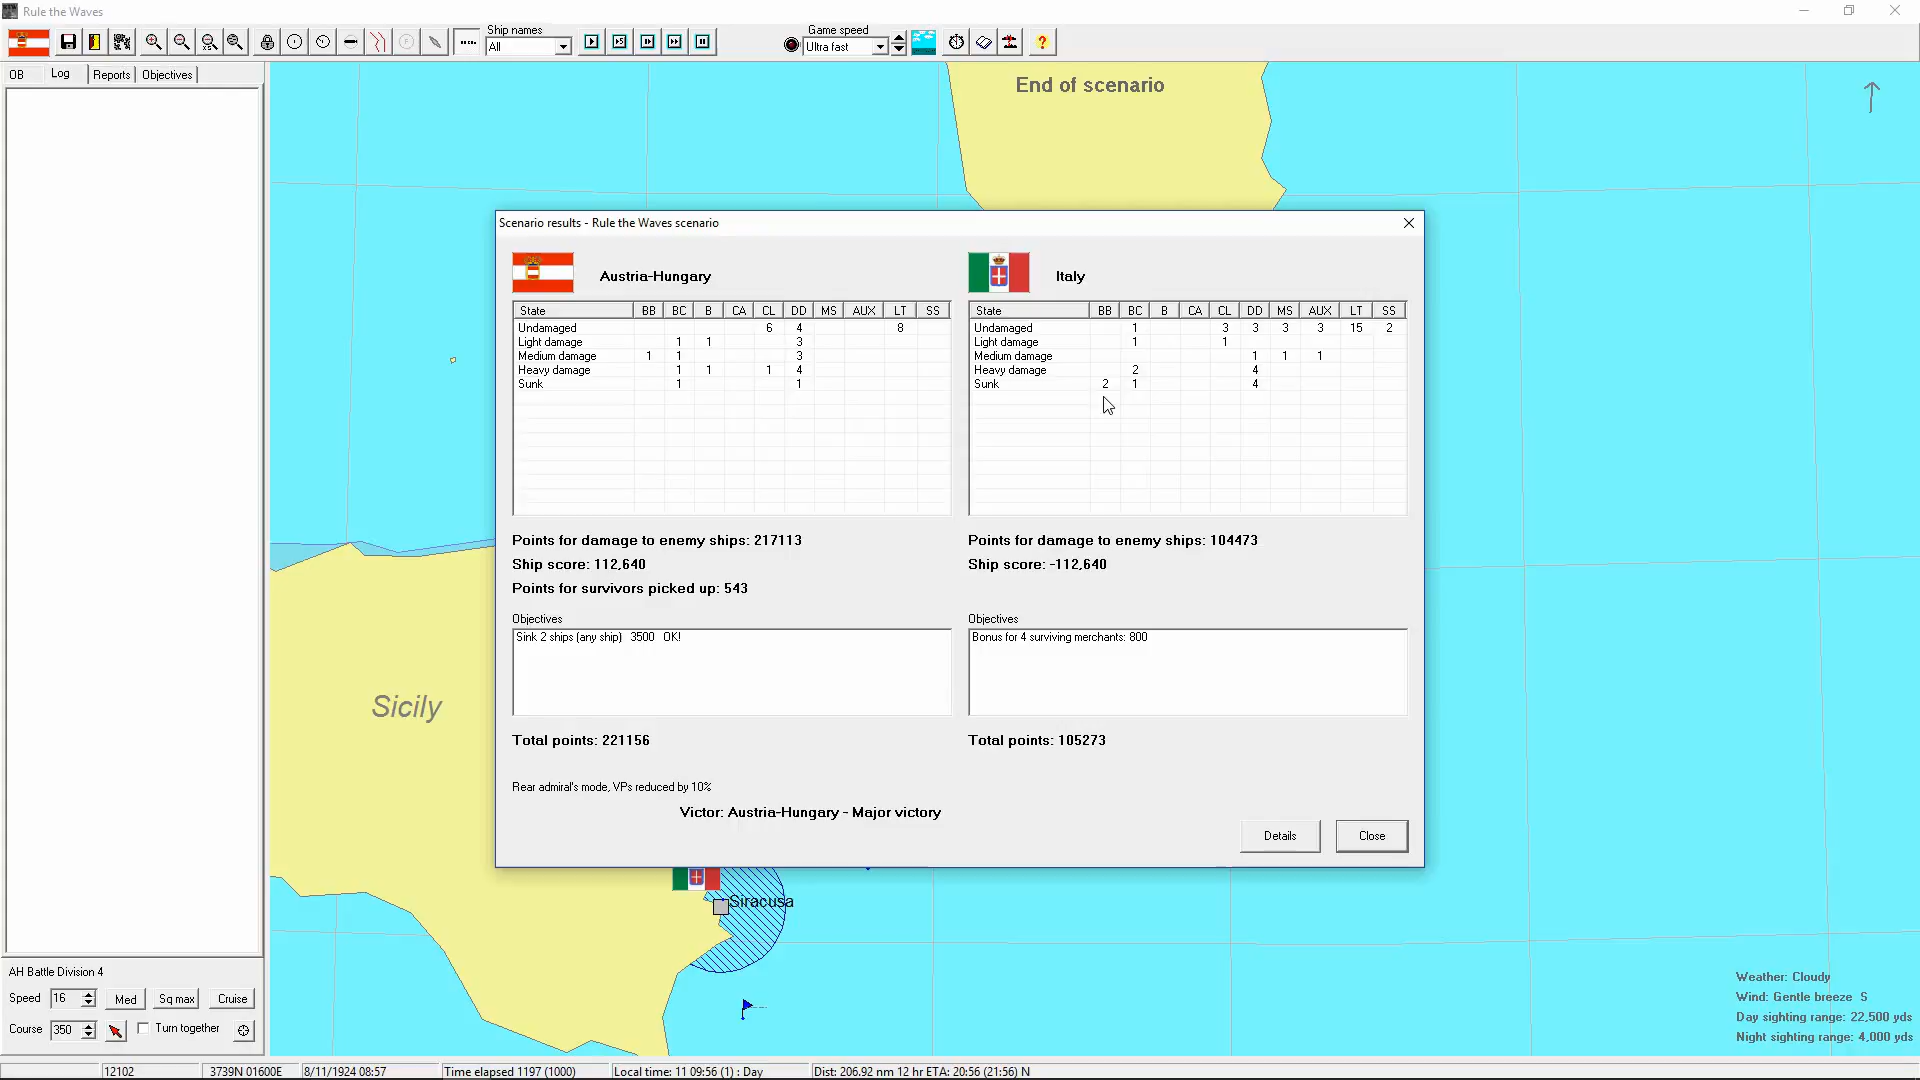 Rule the Waves
Ship names
All
Game speed
Ultra fast
OB Log Reports Objectives
End of scenario
Scenario results - Rule the Waves scenario
Austria-Hungary
State BB BC B CA CL DD MS AUX LT SS
Undamaged 6 4 8
Light damage 1 1 3
Medium damage 1 1 3
Heavy damage 1 1 1 4
Sunk 1 1
Points for damage to enemy ships: 217113
Ship score: 112,640
Points for survivors picked up: 543
Objectives
Sink 2 ships (any ship) 3500 OK!
Total points: 221156
Italy
State BB BC B CA CL DD MS AUX LT SS
Undamaged 1 3 3 3 3 15 2
Light damage 1 1
Medium damage 1 1 1
Heavy damage 2 4
Sunk 2 1 4
Points for damage to enemy ships: 104473
Ship score: -112,640
Objectives
Bonus for 4 surviving merchants: 800
Total points: 105273
Rear admiral's mode, VPs reduced by 10%
Victor: Austria-Hungary - Major victory
Details Close
Sicily
Siracusa
Weather: Cloudy
Wind: Gentle breeze S
Day sighting range: 22,500 yds
Night sighting range: 4,000 yds
AH Battle Division 4
Speed 16 Med Sq max Cruise
Course 350 Turn together
12102 3739N 01600E 8/11/1924 08:57 Time elapsed 1197 (1000) Local time: 11 09:56 (1) : Day Dist: 206.92 nm 12 hr ETA: 20:56 (21:56) N